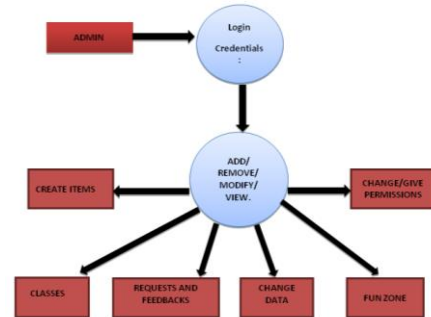 Login
Credentials
:
ADMIN
ADD/
REMOVE/
MODIFY/
VIEW.
CREATE ITEMS
CHANGE/GIVE
PERMISSIONS
CLASSES
REQUESTS AND
FEEDBACKS
CHANGE
DATA
FUN ZONE